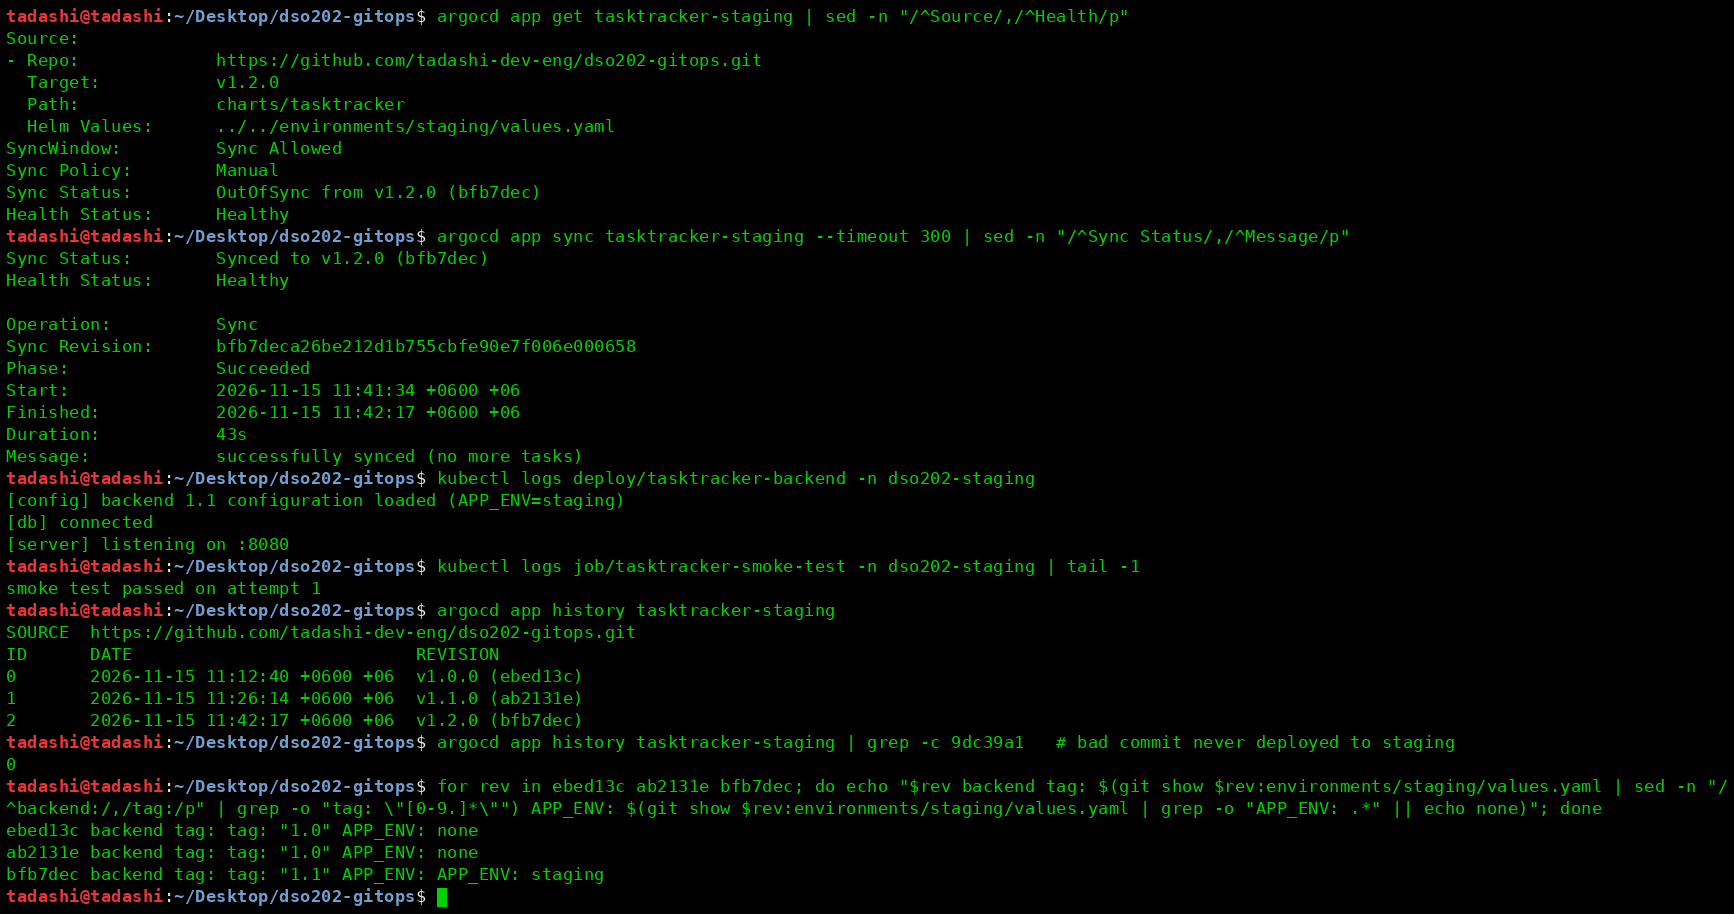 tadashi@tadashi:~/Desktop/dso202-gitops$ argocd app get tasktracker-staging | sed -n "/^Source/,/^Health/p"
Source:
- Repo:             https://github.com/tadashi-dev-eng/dso202-gitops.git
  Target:           v1.2.0
  Path:             charts/tasktracker
  Helm Values:      ../../environments/staging/values.yaml
SyncWindow:         Sync Allowed
Sync Policy:        Manual
Sync Status:        OutOfSync from v1.2.0 (bfb7dec)
Health Status:      Healthy
tadashi@tadashi:~/Desktop/dso202-gitops$ argocd app sync tasktracker-staging --timeout 300 | sed -n "/^Sync Status/,/^Message/p"
Sync Status:        Synced to v1.2.0 (bfb7dec)
Health Status:      Healthy

Operation:          Sync
Sync Revision:      bfb7deca26be212d1b755cbfe90e7f006e000658
Phase:              Succeeded
Start:              2026-11-15 11:41:34 +0600 +06
Finished:           2026-11-15 11:42:17 +0600 +06
Duration:           43s
Message:            successfully synced (no more tasks)
tadashi@tadashi:~/Desktop/dso202-gitops$ kubectl logs deploy/tasktracker-backend -n dso202-staging
[config] backend 1.1 configuration loaded (APP_ENV=staging)
[db] connected
[server] listening on :8080
tadashi@tadashi:~/Desktop/dso202-gitops$ kubectl logs job/tasktracker-smoke-test -n dso202-staging | tail -1
smoke test passed on attempt 1
tadashi@tadashi:~/Desktop/dso202-gitops$ argocd app history tasktracker-staging
SOURCE  https://github.com/tadashi-dev-eng/dso202-gitops.git
ID      DATE                           REVISION
0       2026-11-15 11:12:40 +0600 +06  v1.0.0 (ebed13c)
1       2026-11-15 11:26:14 +0600 +06  v1.1.0 (ab2131e)
2       2026-11-15 11:42:17 +0600 +06  v1.2.0 (bfb7dec)
tadashi@tadashi:~/Desktop/dso202-gitops$ argocd app history tasktracker-staging | grep -c 9dc39a1   # bad commit never deployed to staging
0
tadashi@tadashi:~/Desktop/dso202-gitops$ for rev in ebed13c ab2131e bfb7dec; do echo "$rev backend tag: $(git show $rev:environments/staging/values.yaml | sed -n "/
^backend:/,/tag:/p" | grep -o "tag: \"[0-9.]*\"") APP_ENV: $(git show $rev:environments/staging/values.yaml | grep -o "APP_ENV: .*" || echo none)"; done
ebed13c backend tag: tag: "1.0" APP_ENV: none
ab2131e backend tag: tag: "1.0" APP_ENV: none
bfb7dec backend tag: tag: "1.1" APP_ENV: APP_ENV: staging
tadashi@tadashi:~/Desktop/dso202-gitops$